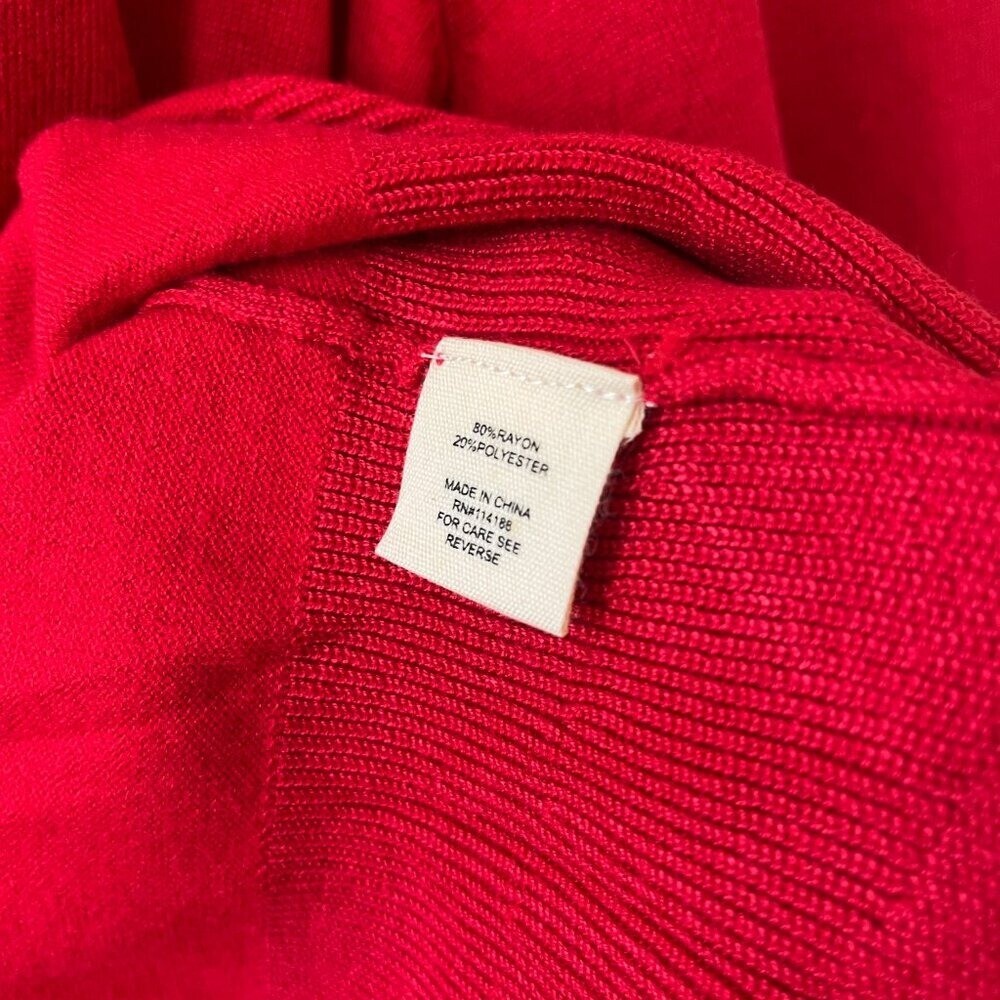 80%RAYON
20%POLYESTER
MADE IN CHINA
RN#114188
FOR CARE SEE
REVERSE